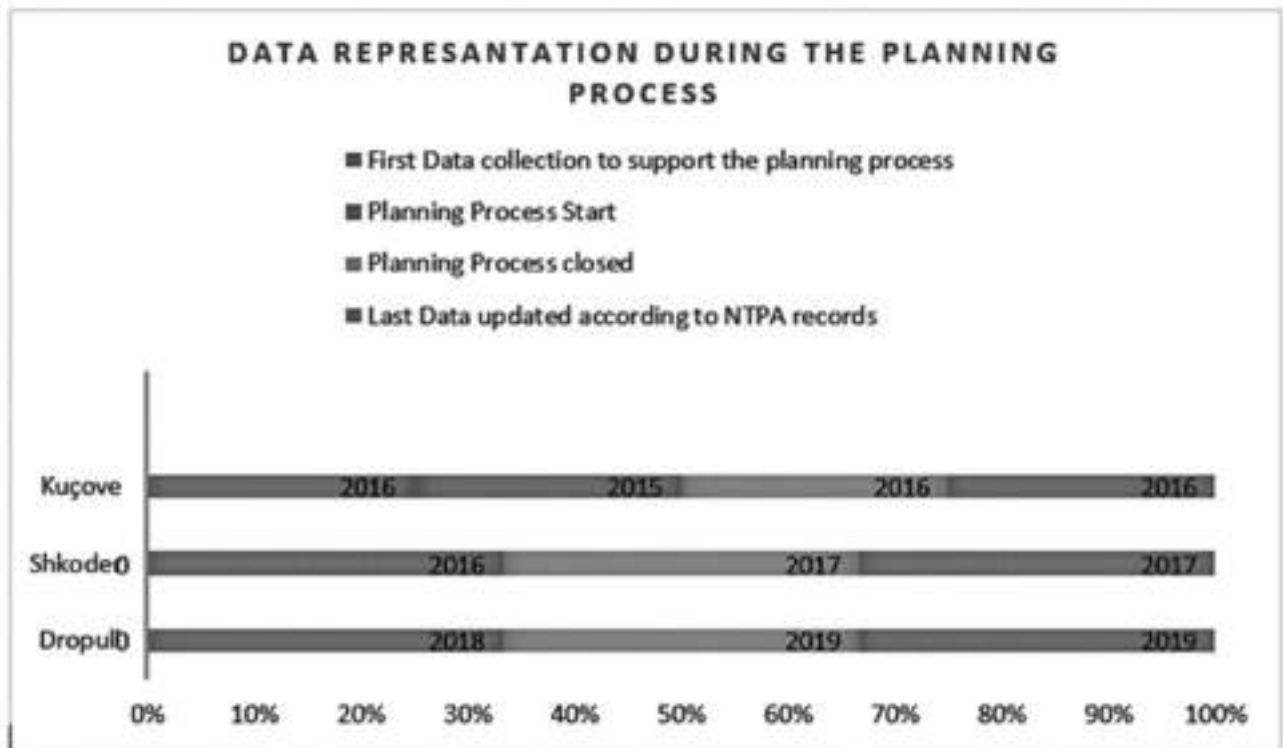 DATA REPRESANTATION DURING THE PLANNING
PROCESS
First Data collection to support the planning process
Planning Process Start
Planning Process closed
Last Data updated according to NTPA records
Kuçove 2016 2015 2016 2016
Shkoder0 2016 2017 2017
Dropull0 2018 2019 2019
0% 10% 20% 30% 40% 50% 60% 70% 80% 90% 100%